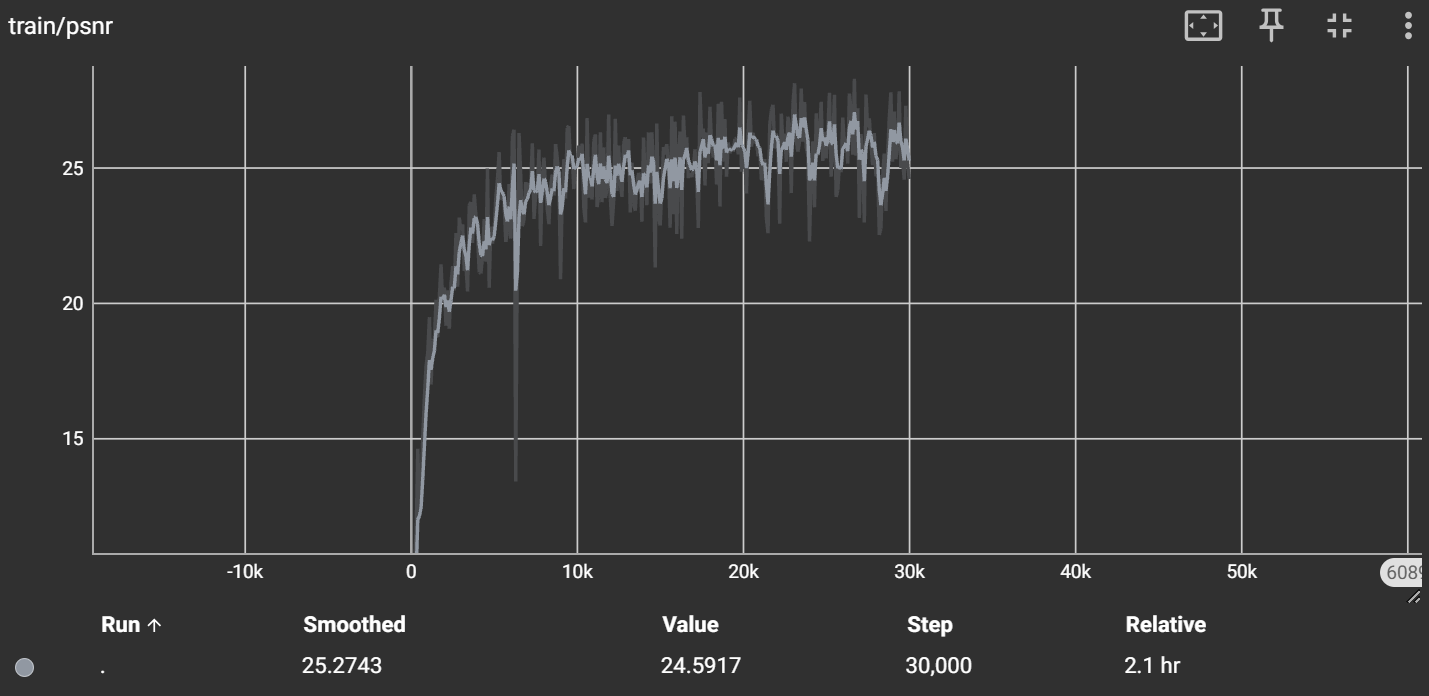 train/psnr
25
20
15
-10k 0 10k 20k 30k 40k 50k
Run ↑ Smoothed Value Step Relative
. 25.2743 24.5917 30,000 2.1 hr